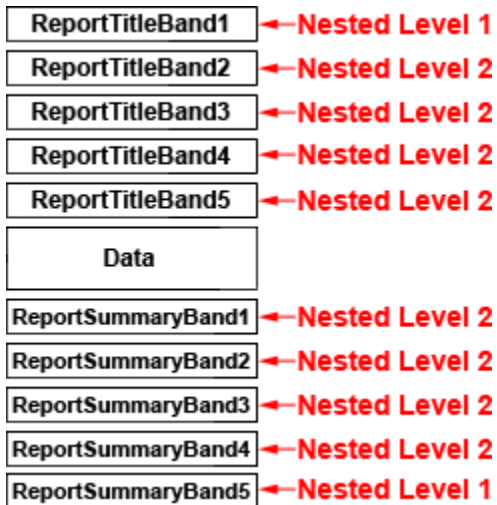 ReportTitleBand1 Nested Level 1
ReportTitleBand2 Nested Level 2
ReportTitleBand3 Nested Level 2
ReportTitleBand4 Nested Level 2
ReportTitleBand5 Nested Level 2
Data
ReportSummaryBand1 Nested Level 2
ReportSummaryBand2 Nested Level 2
ReportSummaryBand3 Nested Level 2
ReportSummaryBand4 Nested Level 2
ReportSummaryBand5 Nested Level 1